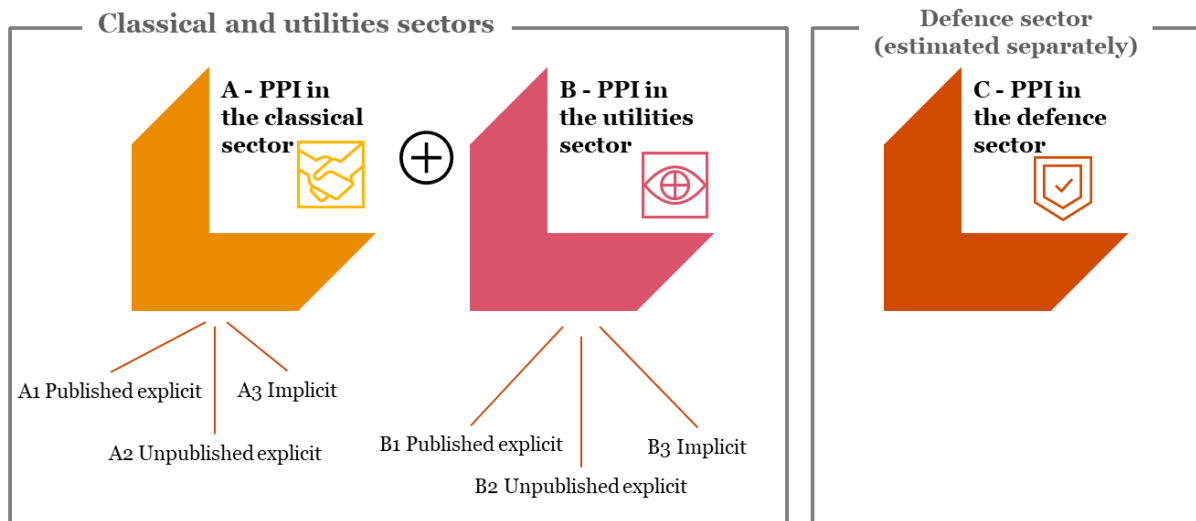 Classical and utilities sectors
Defence sector
(estimated separately)
A - PPI in
the classical
sector
B - PPI in
the utilities
sector
C - PPI in
the defence
sector
A1 Published explicit
A3 Implicit
A2 Unpublished explicit
B1 Published explicit
B3 Implicit
B2 Unpublished explicit